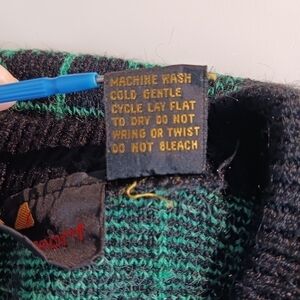 MACHINE WASH
COLD GENTLE
CYCLE LAY FLAT
TO DRY DO NOT
WRING OR TWIST
DO NOT BLEACH